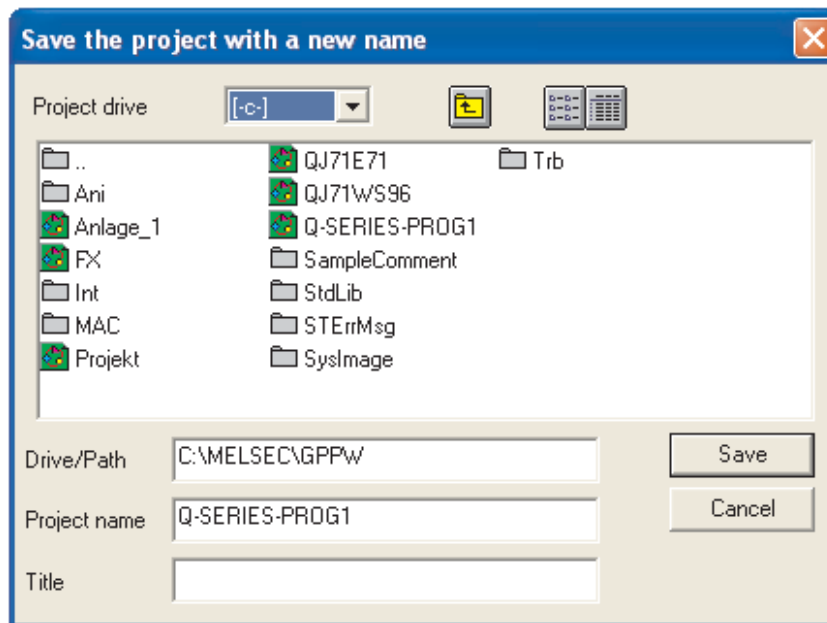 Save the project with a new name
Project drive [-c-]
.. QJ71E71 Trb
Ani QJ71WS96
Anlage_1 Q-SERIES-PROG1
FX SampleComment
Int StdLib
MAC STErrMsg
Projekt SysImage
Drive/Path C:\MELSEC\GPPW Save
Project name Q-SERIES-PROG1 Cancel
Title